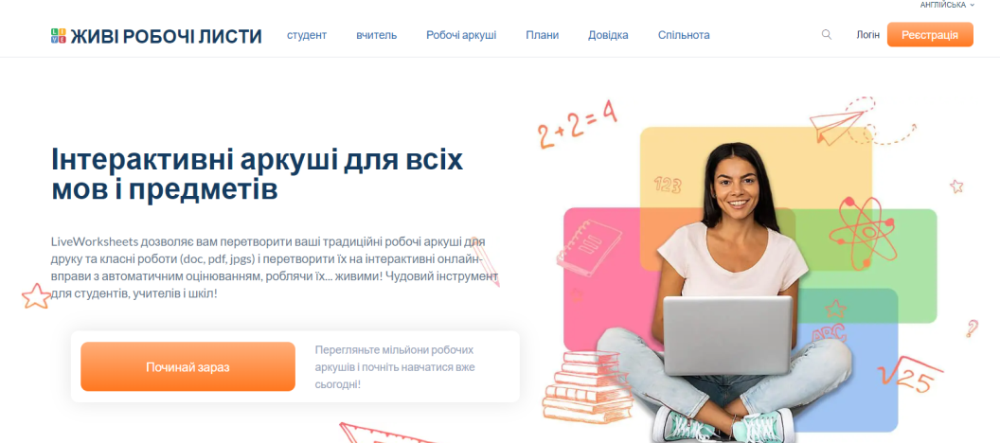 АНГЛІЙСЬКА
LIVE ЖИВІ РОБОЧІ ЛИСТИ студент вчитель Робочі аркуші Плани Довідка Спільнота Логін Реєстрація
2+2=4
123
Інтерактивні аркуші для всіх
мов і предметів
LiveWorksheets дозволяє вам перетворити ваші традиційні робочі аркуші для
друку та класні роботи (doc, pdf, jpgs) і перетворити їх на інтерактивні онлайн-
вправи з автоматичним оцінюванням, роблячи їх... живими! Чудовий інструмент
для студентів, учителів і шкіл!
ABC
Починай зараз
Перегляньте мільйони робочих
аркушів і почніть навчатися вже
сьогодні!
√25